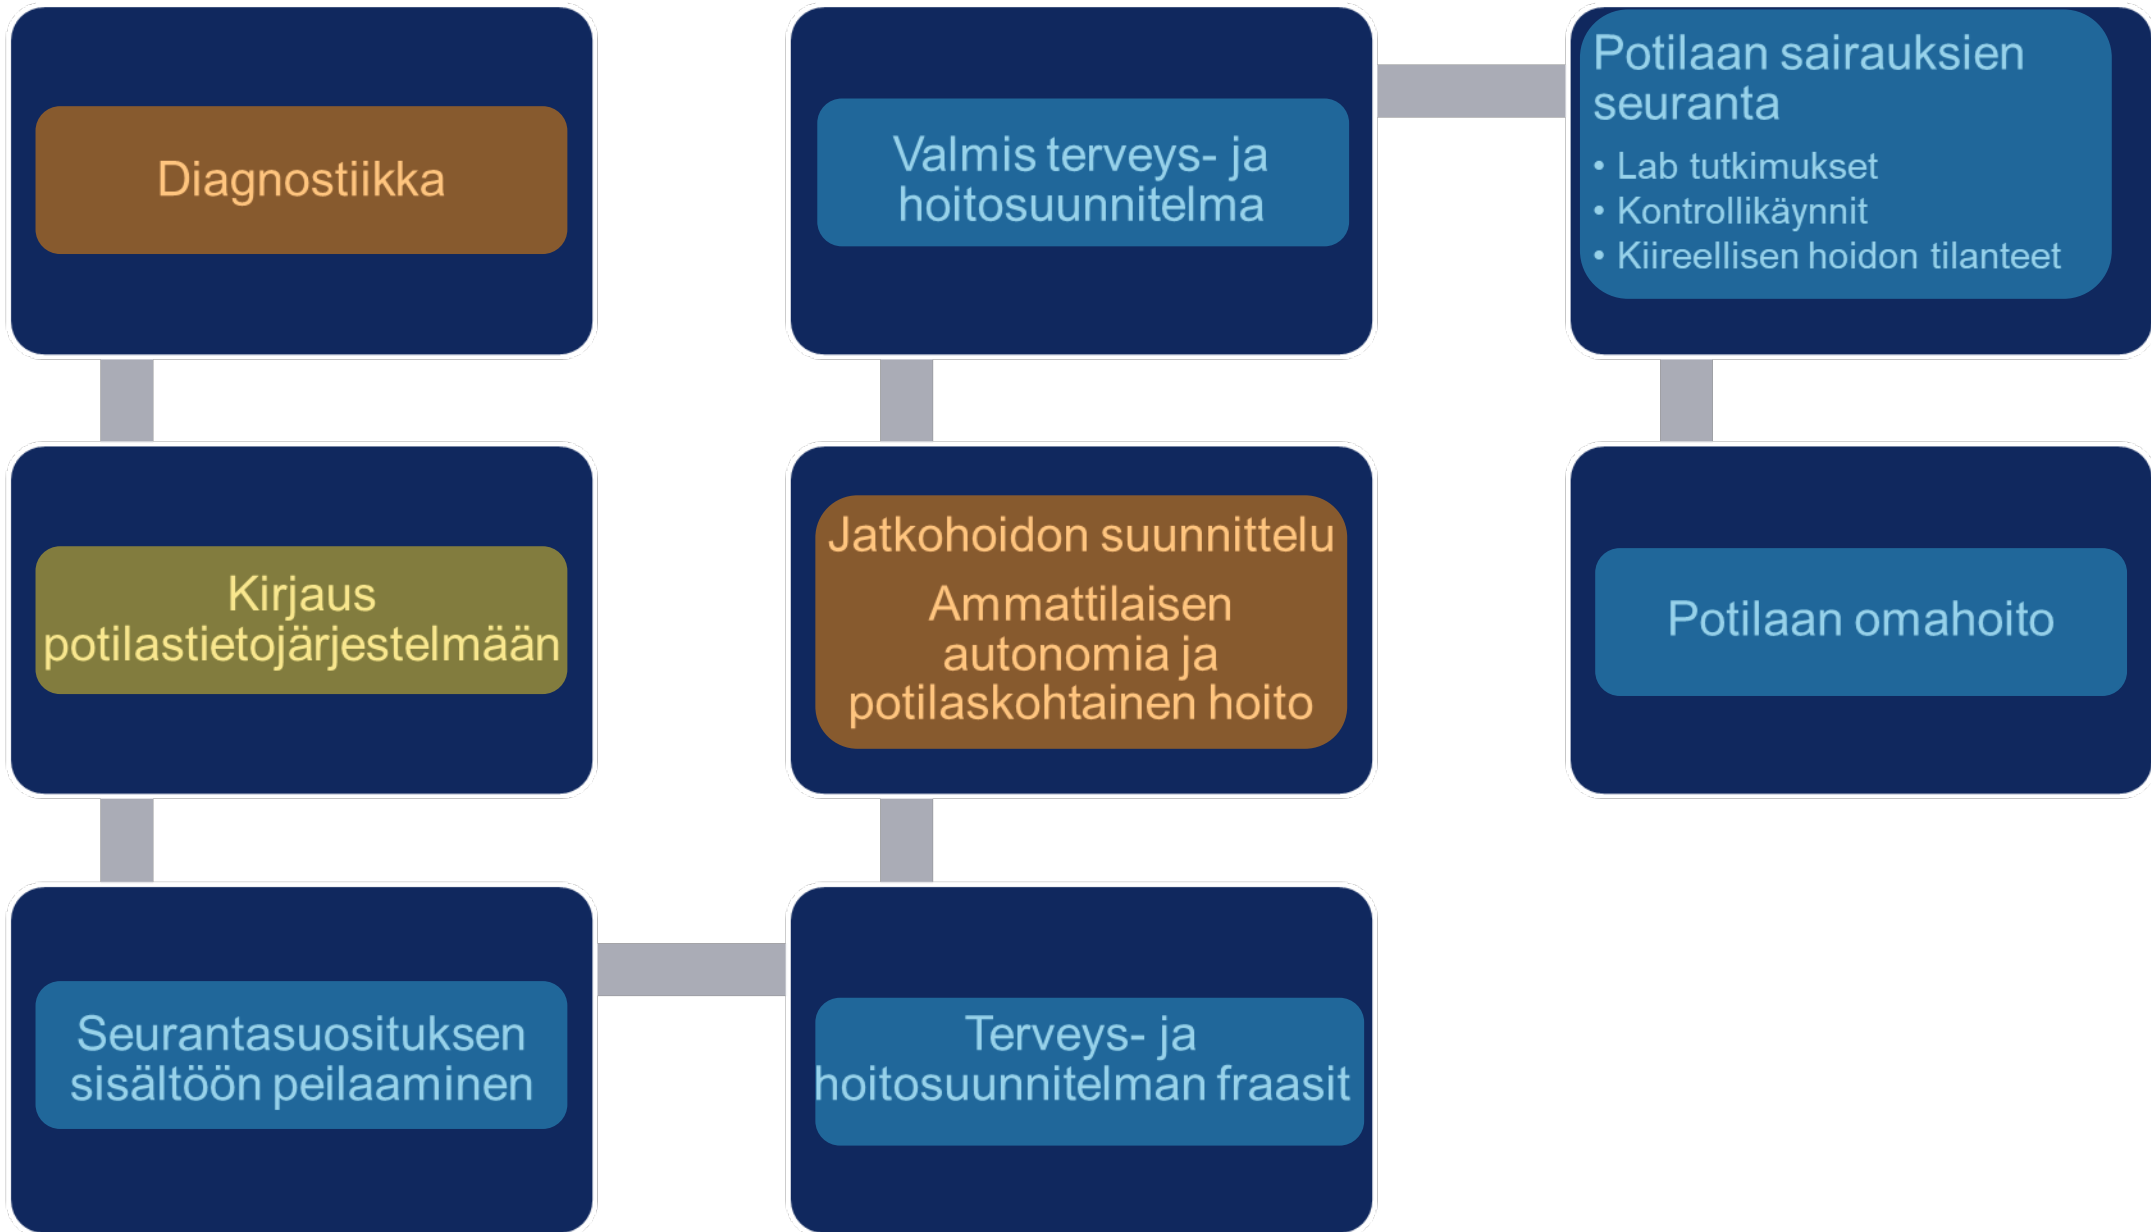 Diagnostiikka
Kirjaus
potilastietojärjestelmään
Seurantasuosituksen
sisältöön peilaaminen
Terveys- ja
hoitosuunnitelman fraasit
Jatkohoidon suunnittelu
Ammattilaisen
autonomia ja
potilaskohtainen hoito
Valmis terveys- ja
hoitosuunnitelma
Potilaan sairauksien
seuranta
• Lab tutkimukset
• Kontrollikäynnit
• Kiireellisen hoidon tilanteet
Potilaan omahoito